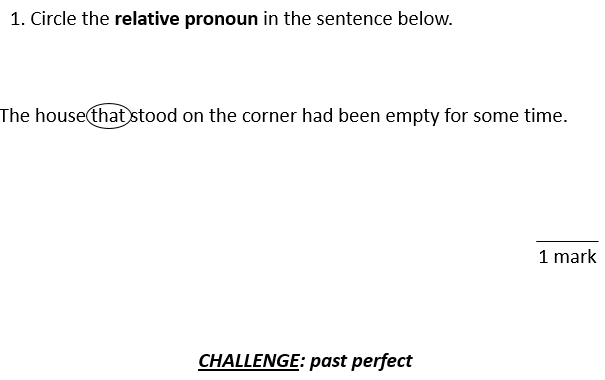 1. Circle the relative pronoun in the sentence below.
The house that stood on the corner had been empty for some time.
1 mark
CHALLENGE: past perfect